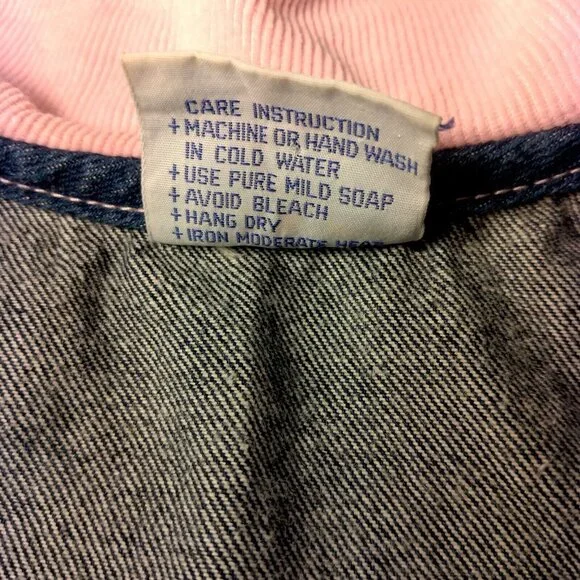 CARE INSTRUCTION
+MACHINE OR HAND WASH
IN COLD WATER
+USE PURE MILD SOAP
+AVOID BLEACH
+HANG DRY
+IRON MODERATE HEAT